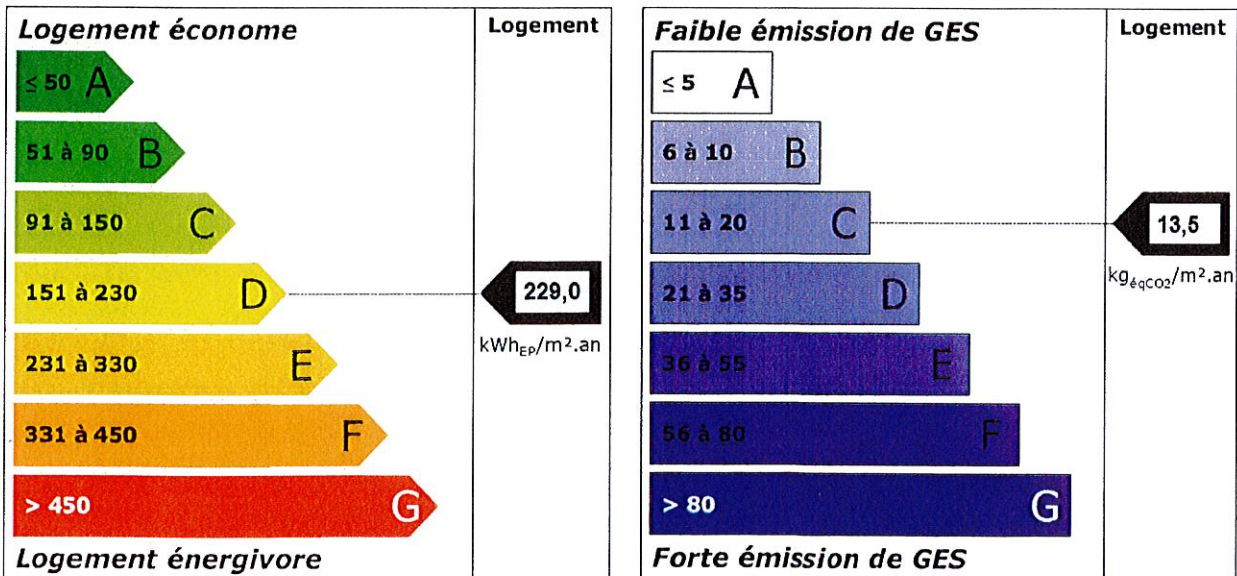 Logement économe
Logement
≤ 50 A
51 à 90 B
91 à 150 C
151 à 230 D
229,0
kWhEP/m².an
231 à 330 E
331 à 450 F
> 450 G
Logement énergivore
Faible émission de GES
Logement
≤ 5 A
6 à 10 B
11 à 20 C
13,5
kgéqCO2/m².an
21 à 35 D
36 à 55 E
56 à 80 F
> 80 G
Forte émission de GES